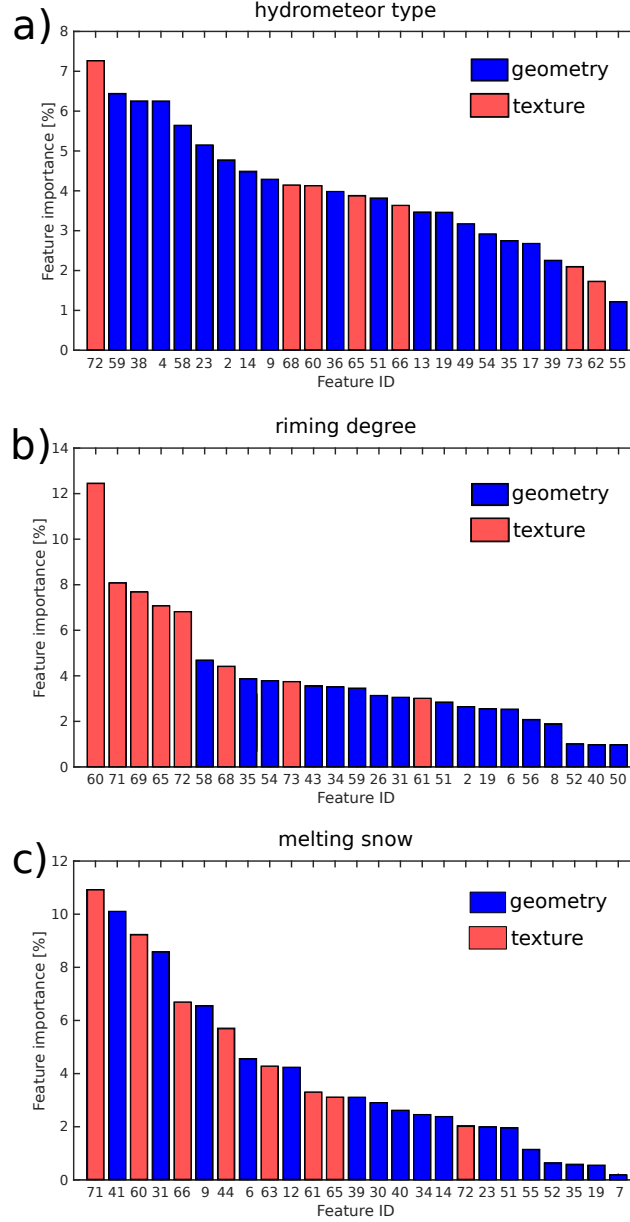 a)
hydrometeor type
Feature importance [%]
8
7
6
5
4
3
2
1
0
geometry
texture
72 59 38 4 58 23 2 14 9 68 60 36 65 51 66 13 19 49 54 35 17 39 73 62 55
Feature ID
b)
riming degree
Feature importance [%]
14
12
10
8
6
4
2
0
geometry
texture
60 71 69 65 72 58 68 35 54 73 43 34 59 26 31 61 51 2 19 6 56 8 52 40 50
Feature ID
c)
melting snow
Feature importance [%]
12
10
8
6
4
2
0
geometry
texture
71 41 60 31 66 9 44 6 63 12 61 65 39 30 40 34 14 72 23 51 55 52 35 19 7
Feature ID